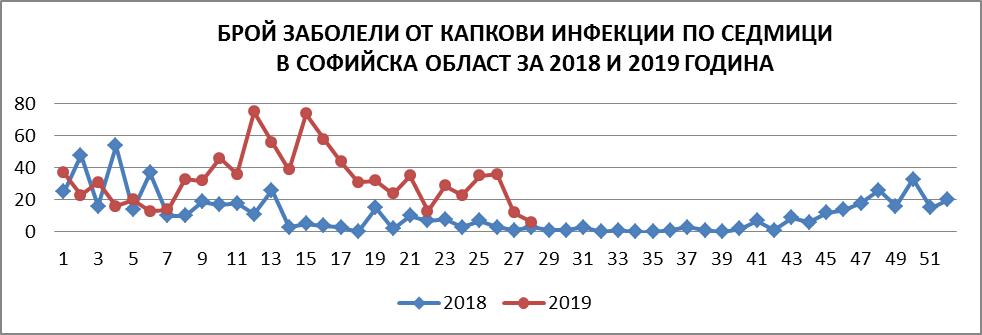 БРОЙ ЗАБОЛЕЛИ ОТ КАПКОВИ ИНФЕКЦИИ ПО СЕДМИЦИ
В СОФИЙСКА ОБЛАСТ ЗА 2018 И 2019 ГОДИНА
80
60
40
20
0
1 3 5 7 9 11 13 15 17 19 21 23 25 27 29 31 33 35 37 39 41 43 45 47 49 51
2018 2019